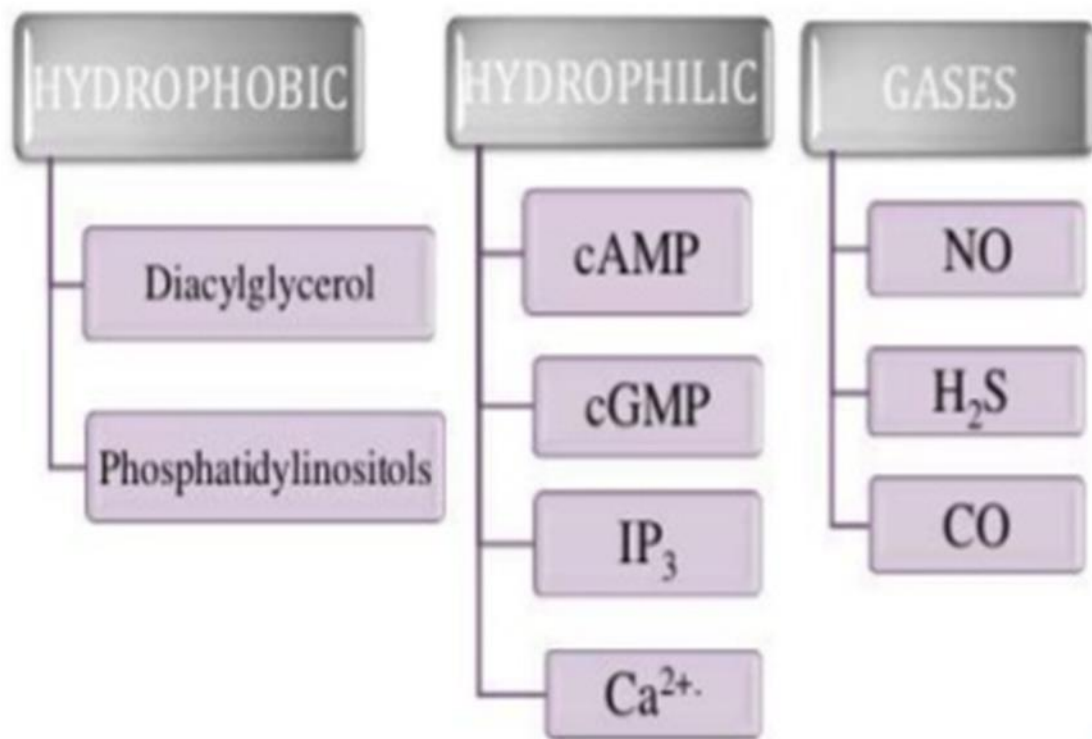 HYDROPHOBIC
Diacylglycerol
Phosphatidylinositols
HYDROPHILIC
cAMP
cGMP
IP₃
Ca²⁺·
GASES
NO
H₂S
CO